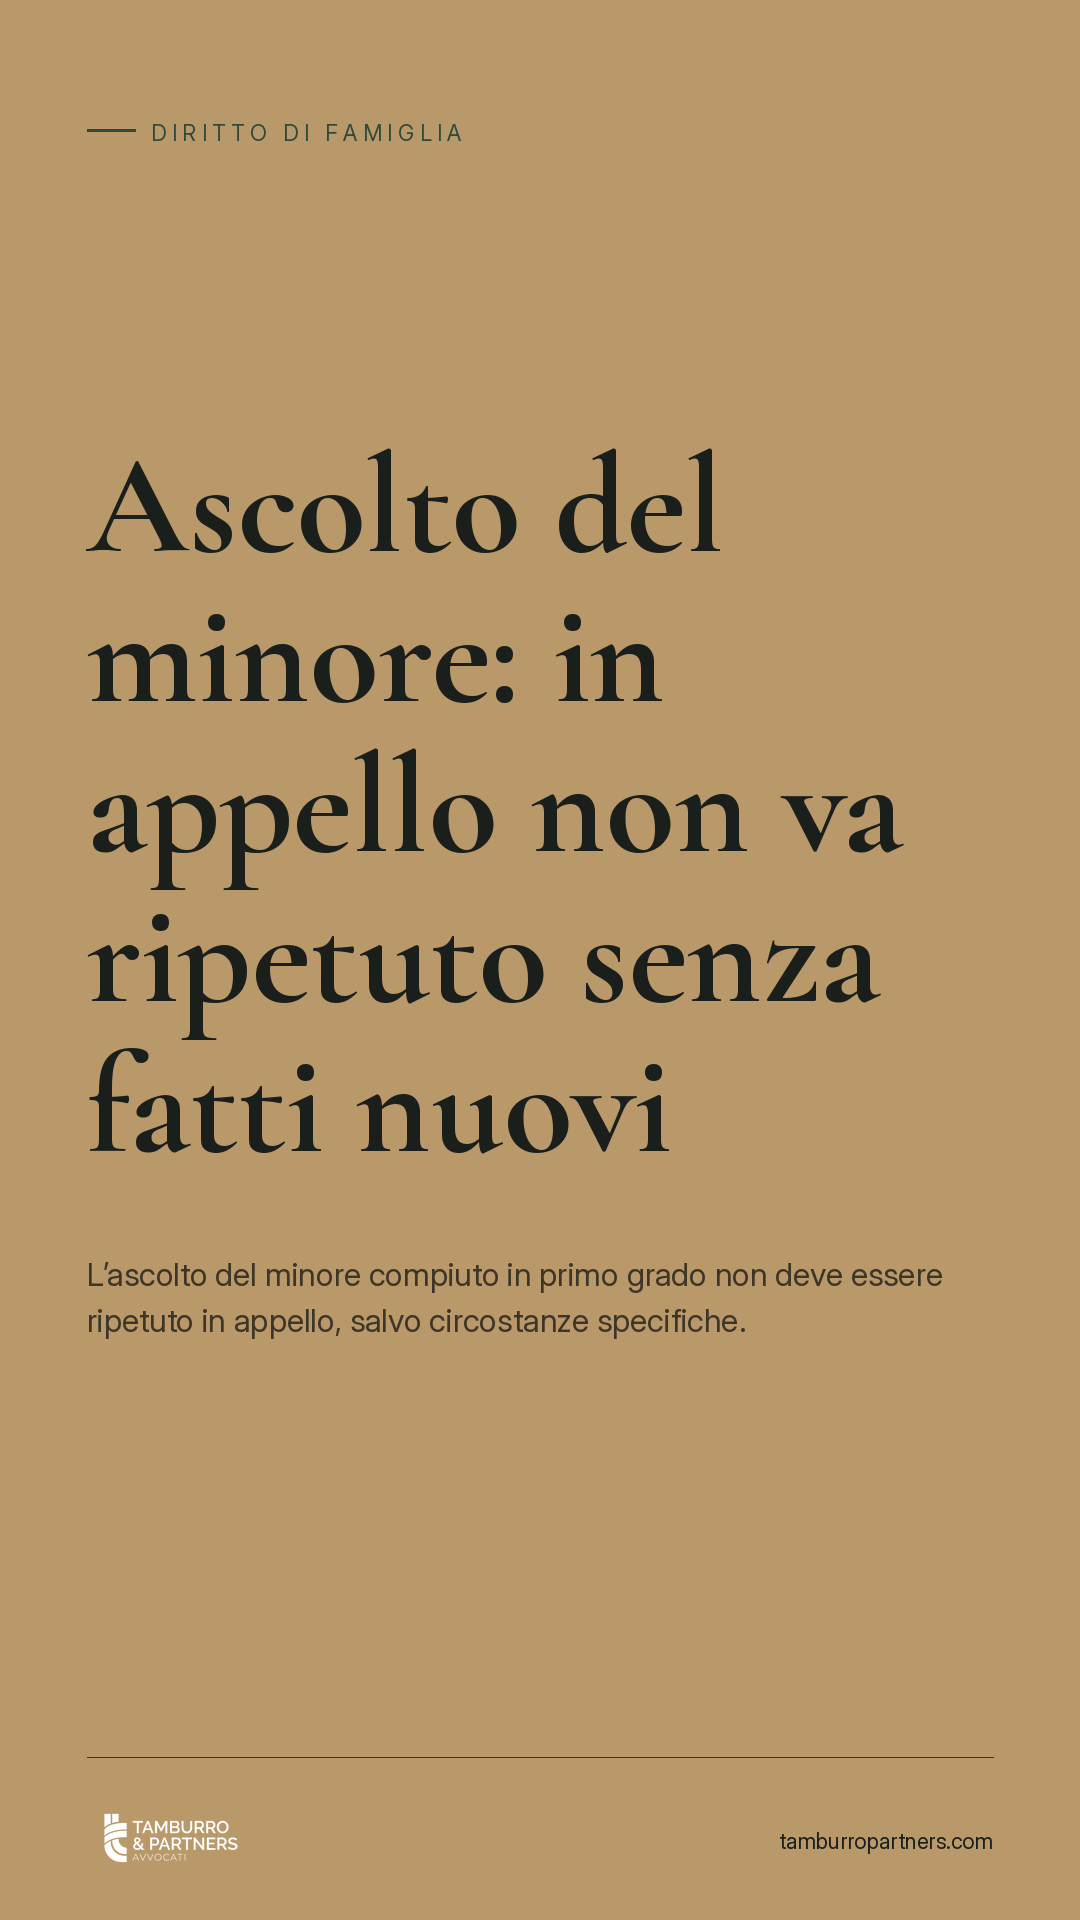 DIRITTO DI FAMIGLIA
Ascolto del
minore: in
appello non va
ripetuto senza
fatti nuovi
L’ascolto del minore compiuto in primo grado non deve essere
ripetuto in appello, salvo circostanze specifiche.
TAMBURRO
& PARTNERS
AVVOCATI
tamburropartners.com